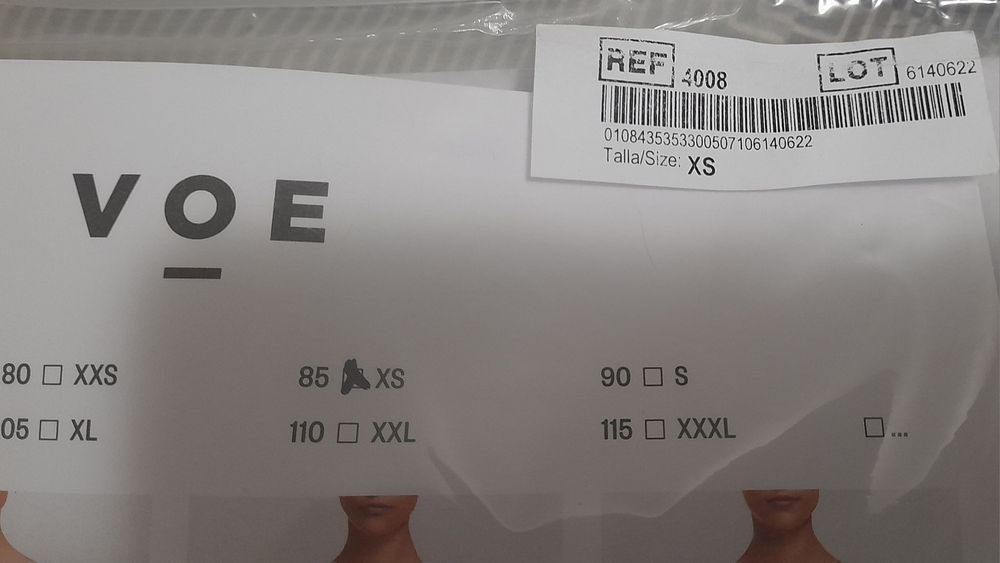 REF 4008 LOT 6140622
0108435353300507106140622
Talla/Size: XS
VOE
80 □ XXS 85 XS 90 □ S
05 □ XL 110 □ XXL 115 □ XXXL □ ...